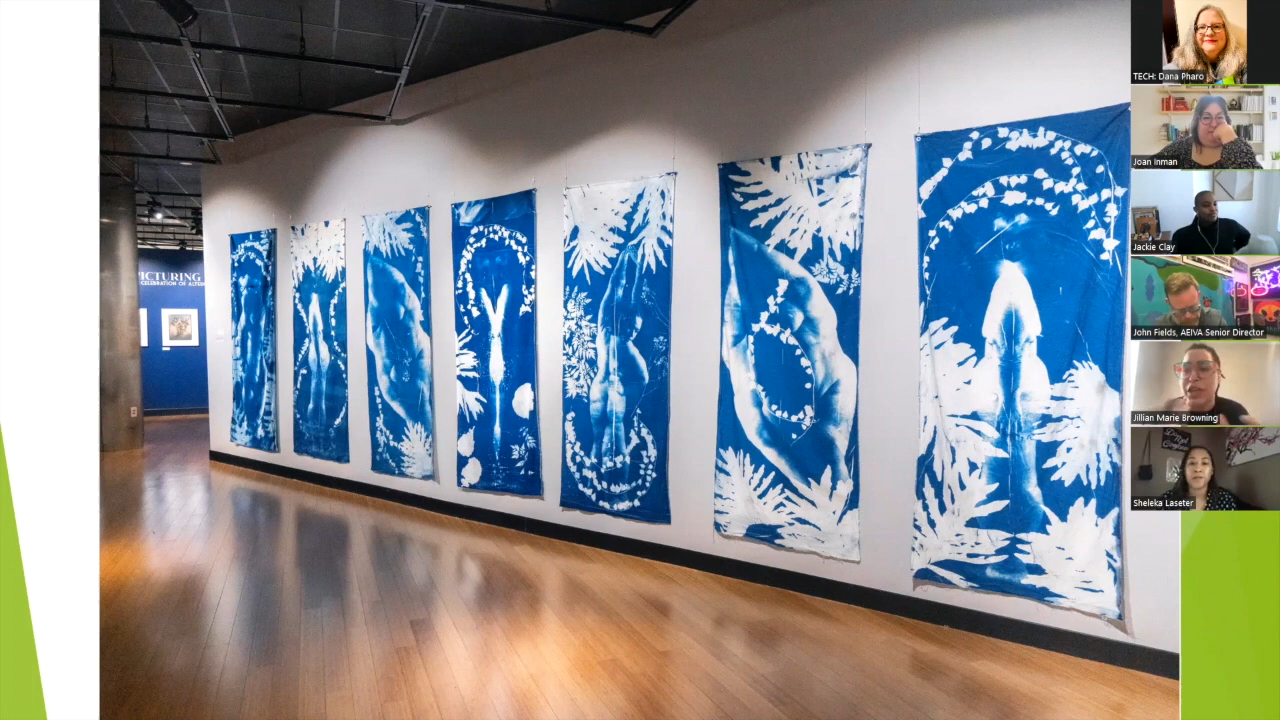 ICTURING
CELEBRATION OF
TECH: Dana Pharo
Joan Inman
Jackie Clay
John Fields, AEIVA Senior Director
Jillian Marie Browning
Sheleka Laseter